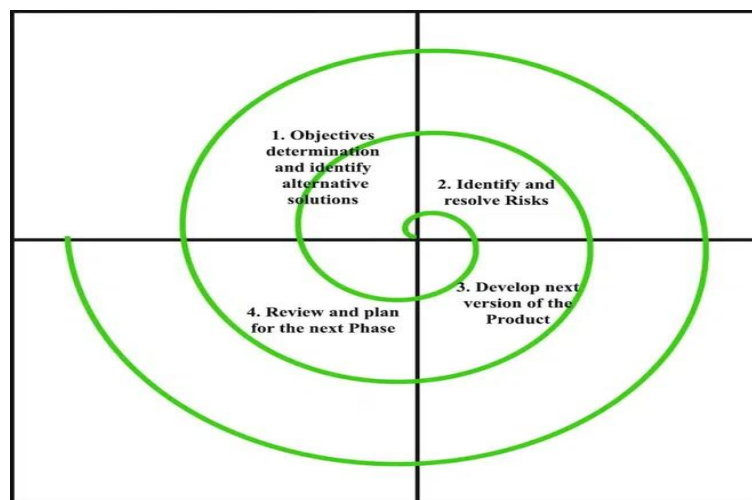 1. Objectives
determination
and identify
alternative
solutions
2. Identify and
resolve Risks
3. Develop next
version of the
Product
4. Review and plan
for the next Phase